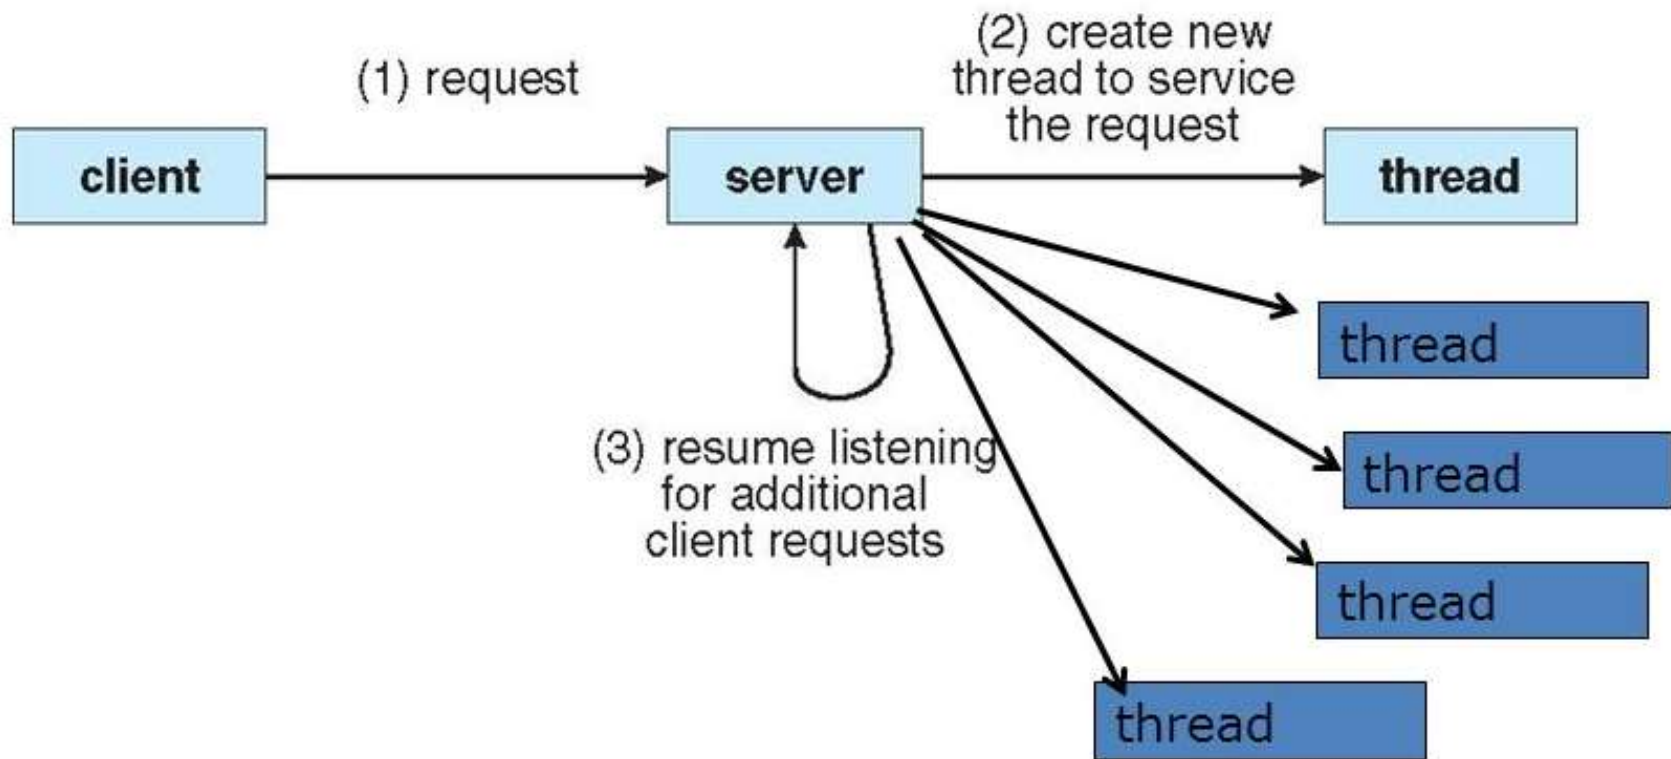 (1) request
(2) create new
thread to service
the request
client
server
thread
thread
thread
(3) resume listening
for additional
client requests
thread
thread